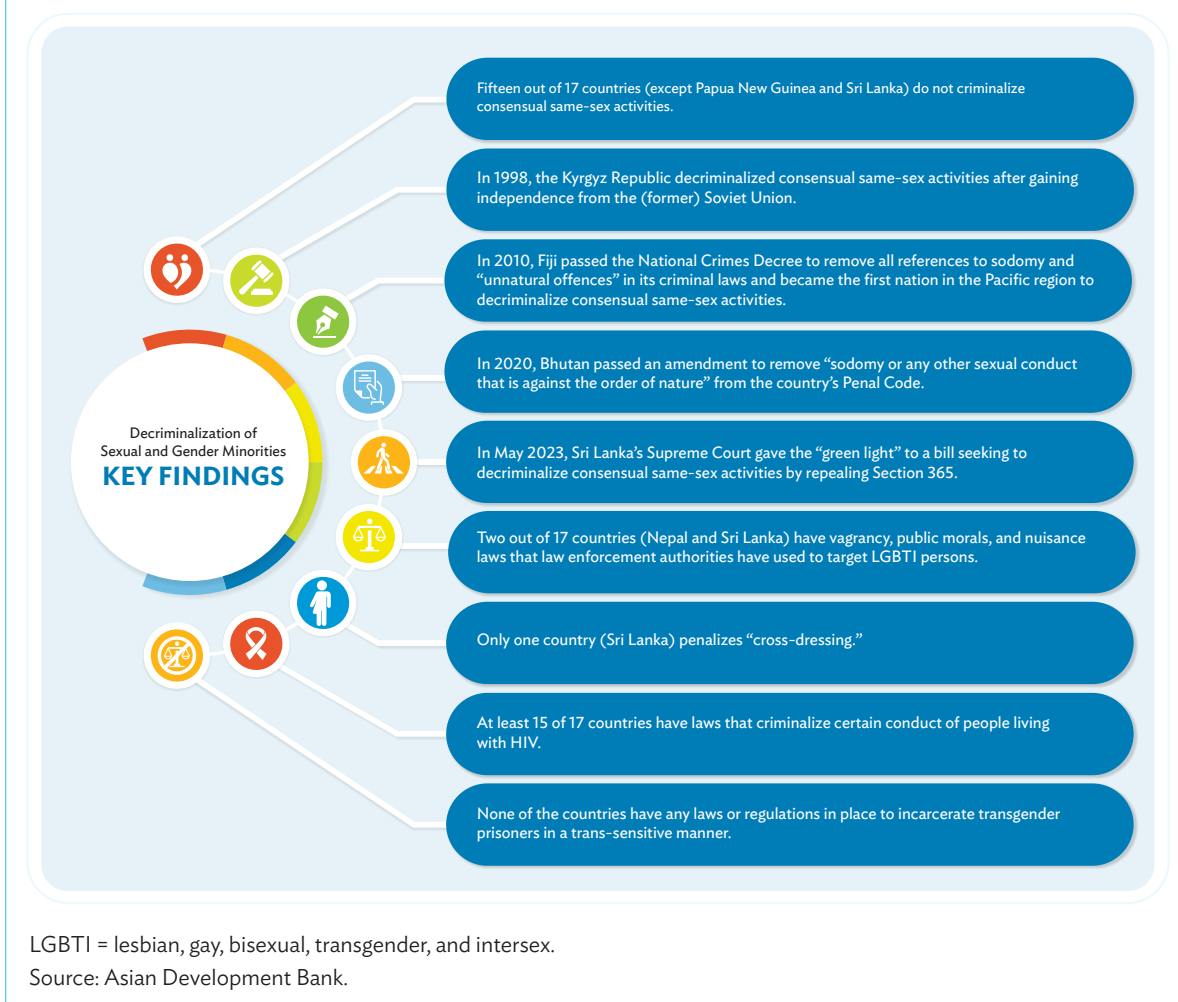 Fifteen out of 17 countries (except Papua New Guinea and Sri Lanka) do not criminalize
consensual same-sex activities.
In 1998, the Kyrgyz Republic decriminalized consensual same-sex activities after gaining
independence from the (former) Soviet Union.
In 2010, Fiji passed the National Crimes Decree to remove all references to sodomy and
“unnatural offences” in its criminal laws and became the first nation in the Pacific region to
decriminalize consensual same-sex activities.
In 2020, Bhutan passed an amendment to remove “sodomy or any other sexual conduct
that is against the order of nature” from the country’s Penal Code.
Decriminalization of
Sexual and Gender Minorities
KEY FINDINGS
In May 2023, Sri Lanka’s Supreme Court gave the “green light” to a bill seeking to
decriminalize consensual same-sex activities by repealing Section 365.
Two out of 17 countries (Nepal and Sri Lanka) have vagrancy, public morals, and nuisance
laws that law enforcement authorities have used to target LGBTI persons.
Only one country (Sri Lanka) penalizes “cross-dressing.”
At least 15 of 17 countries have laws that criminalize certain conduct of people living
with HIV.
None of the countries have any laws or regulations in place to incarcerate transgender
prisoners in a trans-sensitive manner.
LGBTI = lesbian, gay, bisexual, transgender, and intersex.
Source: Asian Development Bank.